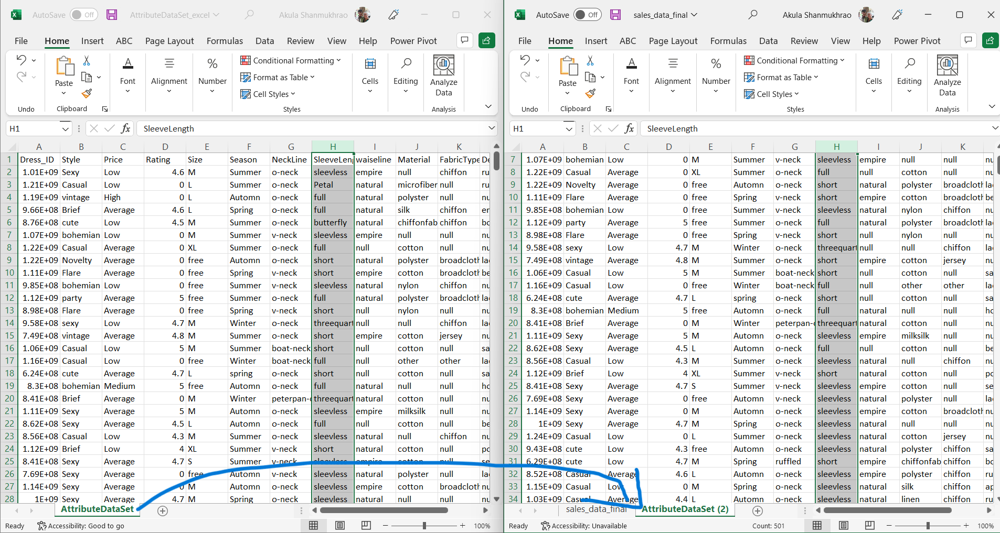 AutoSave Off AttributeDataSet_excel Akula Shanmukhrao
File Home Insert ABC Page Layout Formulas Data Review View Help Power Pivot
Paste Font Alignment Number Conditional Formatting Format as Table Cell Styles Cells Editing Analyze Data
Undo Clipboard Styles Analysis
H1 fx SleeveLength
A B C D E F G H I J K
1 Dress_ID Style Price Rating Size Season NeckLine SleeveLen waiseline Material FabricType De
2 1.01E+09 Sexy Low 4.6 M Summer o-neck sleevless empire null chiffon ru
3 1.21E+09 Casual Low 0 L Summer o-neck Petal natural microfiber null ru
4 1.19E+09 vintage High 0 L Automn o-neck full natural polyster null nu
5 9.66E+08 Brief Average 4.6 L Spring o-neck full natural silk chiffon er
6 8.76E+08 cute Low 4.5 M Summer o-neck butterfly natural chiffonfab chiffon bo
7 1.07E+09 bohemian Low 0 M Summer v-neck sleevless empire null null nu
8 1.22E+09 Casual Average 0 XL Summer o-neck full null cotton null nu
9 1.22E+09 Novelty Average 0 free Automn o-neck short natural polyster broadcloth lac
10 1.11E+09 Flare Average 0 free Spring v-neck short empire cotton broadcloth be
11 9.85E+08 bohemian Low 0 free Summer v-neck sleevless natural nylon chiffon nu
12 1.12E+09 party Average 5 free Summer o-neck full natural polyster broadcloth lac
13 8.98E+08 Flare Average 0 free Spring v-neck short null nylon null nu
14 9.58E+08 sexy Low 4.7 M Winter o-neck threequart null null chiffon la
15 7.49E+08 vintage Average 4.8 M Summer o-neck short empire cotton jersey nu
16 1.06E+09 Casual Low 5 M Summer boat-neck short null cotton null sa
17 1.16E+09 Casual Low 0 free Winter boat-neck full null other other la
18 6.24E+08 cute Average 4.7 L spring o-neck short null cotton null sa
19 8.3E+08 bohemian Medium 5 free Automn o-neck full natural null null ho
20 8.41E+08 Brief Average 0 M Winter peterpan-c threequart natural cotton null nu
21 1.11E+09 Sexy Average 5 M Automn o-neck sleevless empire milksilk null nu
22 8.62E+08 Sexy Average 4.5 L Automn o-neck full null cotton null be
23 8.56E+08 Casual Low 4.3 M Summer o-neck sleevless natural null chiffon nu
24 1.12E+09 Brief Low 4 XL Summer v-neck short natural cotton null po
25 8.41E+08 Sexy Average 4.7 S Summer v-neck sleevless empire cotton null se
26 7.69E+08 Sexy Average 0 free Automn v-neck sleevless natural polyster null la
27 1.14E+09 Sexy Average 0 M Automn o-neck sleevless empire cotton broadcloth nu
28 1E+09 Sexy Average 4.7 M Spring o-neck sleevless natural null null nu
AttributeDataSet
Ready Accessibility: Good to go 100%
AutoSave Off sales_data_final Akula Shanmukhrao
File Home Insert ABC Page Layout Formulas Data Review View Help Power Pivot
Paste Font Alignment Number Conditional Formatting Format as Table Cell Styles Cells Editing Analyze Data
Undo Clipboard Styles Analysis
H1 fx SleeveLength
A B C D E F G H I J K
7 1.07E+09 bohemian Low 0 M Summer v-neck sleevless empire null null nu
8 1.22E+09 Casual Average 0 XL Summer o-neck full null cotton null nu
9 1.22E+09 Novelty Average 0 free Automn o-neck short natural polyster broadcloth lac
10 1.11E+09 Flare Average 0 free Spring v-neck short empire cotton broadcloth be
11 9.85E+08 bohemian Low 0 free Summer v-neck sleevless natural nylon chiffon nu
12 1.12E+09 party Average 5 free Summer o-neck full natural polyster broadcloth lac
13 8.98E+08 Flare Average 0 free Spring v-neck short null nylon null nu
14 9.58E+08 sexy Low 4.7 M Winter o-neck threequart null null chiffon la
15 7.49E+08 vintage Average 4.8 M Summer o-neck short empire cotton jersey nu
16 1.06E+09 Casual Low 5 M Summer boat-neck short null cotton null sa
17 1.16E+09 Casual Low 0 free Winter boat-neck full null other other la
18 6.24E+08 cute Average 4.7 L spring o-neck short null cotton null sa
19 8.3E+08 bohemian Medium 5 free Automn o-neck full natural null null ho
20 8.41E+08 Brief Average 0 M Winter peterpan-c threequart natural cotton null nu
21 1.11E+09 Sexy Average 5 M Automn o-neck sleevless empire milksilk null nu
22 8.62E+08 Sexy Average 4.5 L Automn o-neck full null cotton null be
23 8.56E+08 Casual Low 4.3 M Summer o-neck sleevless natural null chiffon nu
24 1.12E+09 Brief Low 4 XL Summer v-neck short natural cotton null po
25 8.41E+08 Sexy Average 4.7 S Summer v-neck sleevless empire cotton null se
26 7.69E+08 Sexy Average 0 free Automn v-neck sleevless natural polyster null la
27 1.14E+09 Sexy Average 0 M Automn o-neck sleevless empire cotton broadcloth nu
28 1E+09 Sexy Average 4.7 M Spring o-neck sleevless natural null null nu
29 1.24E+09 Casual Low 0 L Summer o-neck sleevless natural cotton jersey nu
30 9.43E+08 cute Low 4.3 free Automn o-neck sleevless natural polyster chiffon sa
31 6.29E+08 cute Low 4.7 M Spring ruffled short empire chiffonfab chiffon bo
32 8.52E+08 Casual Average 4.6 L Automn o-neck sleevless empire polyster chiffon ru
33 1.15E+09 Casual Low 0 M Spring o-neck sleevless natural silk chiffon ap
34 1.03E+09 Casual Average 4.4 L Automn o-neck sleevless natural linen chiffon ru
sales_data_final AttributeDataSet (2)
Ready Accessibility: Unavailable Count: 501 100%